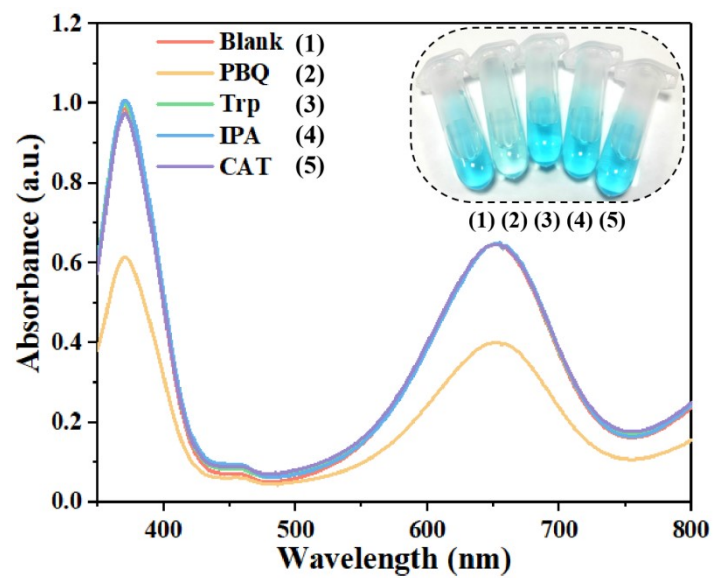 1.2
1.0
0.8
0.6
0.4
0.2
0.0
Absorbance (a.u.)
Blank (1)
PBQ (2)
Trp (3)
IPA (4)
CAT (5)
(1) (2) (3) (4) (5)
400 500 600 700 800
Wavelength (nm)